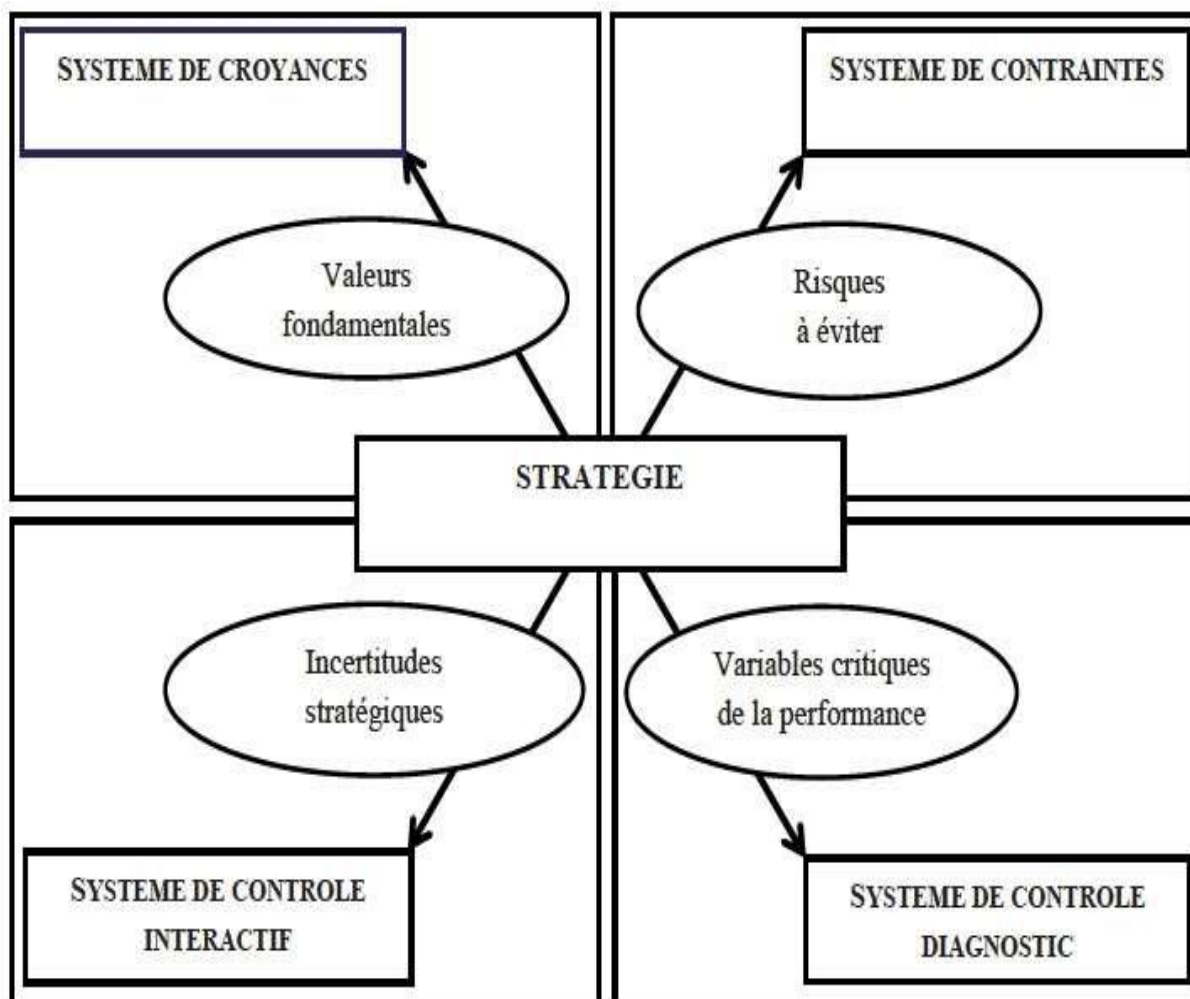 SYSTEME DE CROYANCES
SYSTEME DE CONTRAINTES
Valeurs
fondamentales
Risques
à éviter
STRATEGIE
Incertitudes
stratégiques
Variables critiques
de la performance
SYSTEME DE CONTROLE
INTERACTIF
SYSTEME DE CONTROLE
DIAGNOSTIC